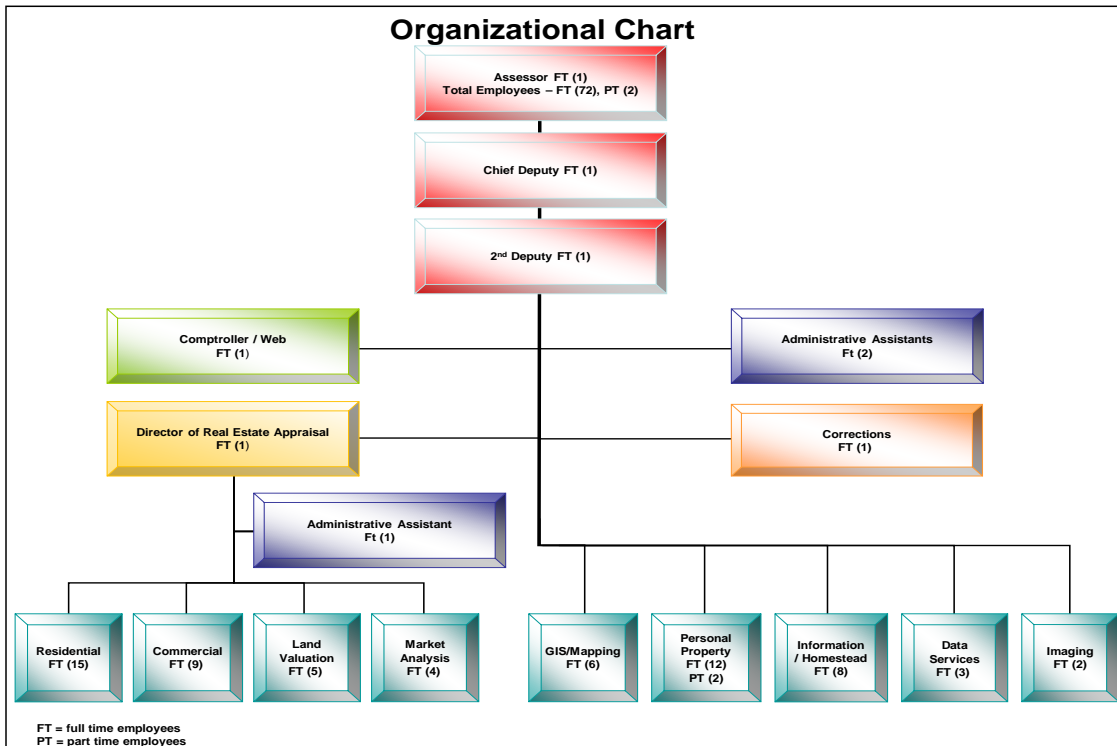 Organizational Chart
Assessor FT (1)
Total Employees – FT (72), PT (2)
Chief Deputy FT (1)
2nd Deputy FT (1)
Comptroller / Web
FT (1)
Administrative Assistants
Ft (2)
Director of Real Estate Appraisal
FT (1)
Corrections
FT (1)
Administrative Assistant
Ft (1)
Residential
FT (15)
Commercial
FT (9)
Land
Valuation
FT (5)
Market
Analysis
FT (4)
GIS/Mapping
FT (6)
Personal
Property
FT (12)
PT (2)
Information
/ Homestead
FT (8)
Data
Services
FT (3)
Imaging
FT (2)
FT = full time employees
PT = part time employees